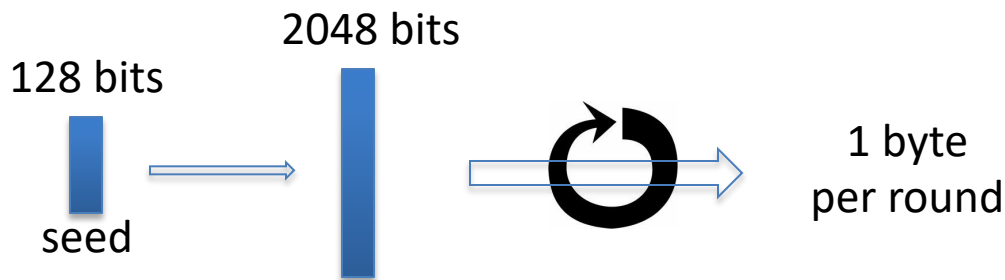 2048 bits
128 bits
1 byte
per round
seed